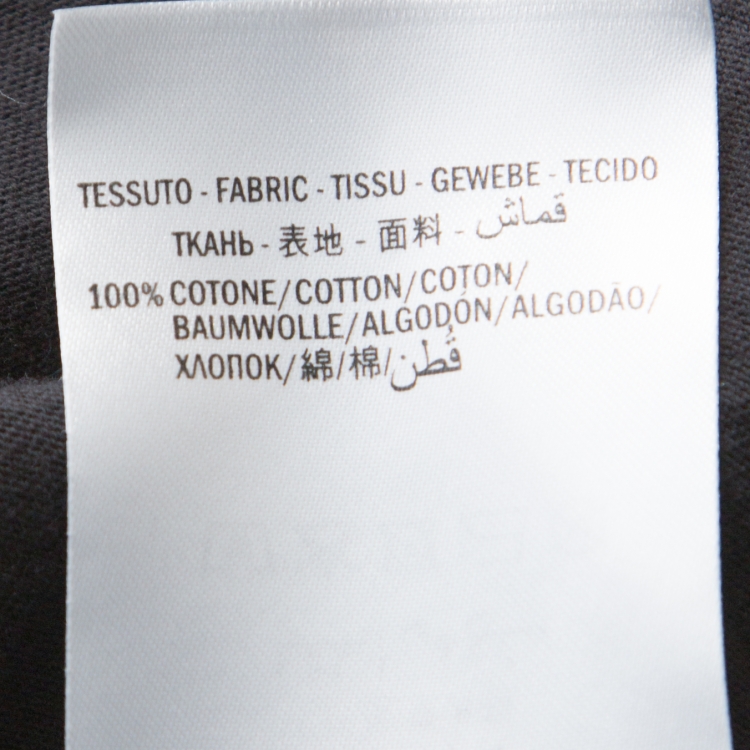 TESSUTO - FABRIC - TISSU - GEWEBE - TECIDO
ТКАНЬ - 表地 - 面料 - قماش
100% COTONE/COTTON/COTON/
BAUMWOLLE/ALGODÓN/ALGODÃO/
ХЛОПОК/綿/棉/قُطن